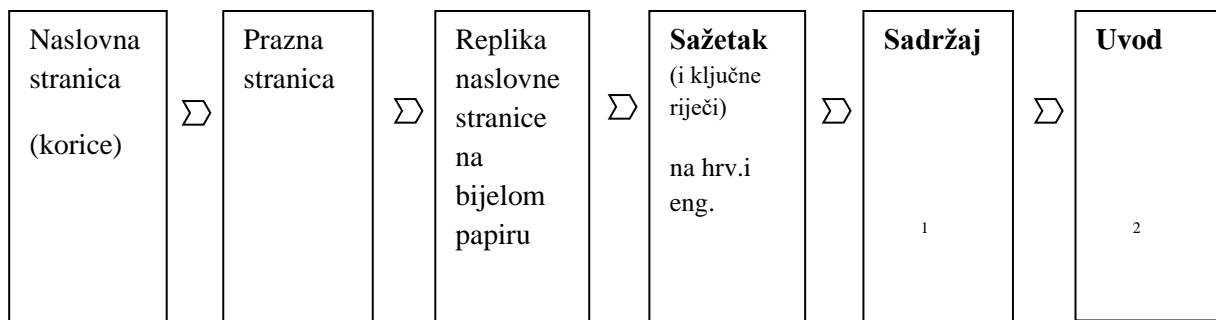 Naslovna
stranica
(korice)
Prazna
stranica
Replika
naslovne
stranice
na
bijelom
papiru
Sažetak
(i ključne
riječi)
na hrv.i
eng.
Sadržaj
1
Uvod
2